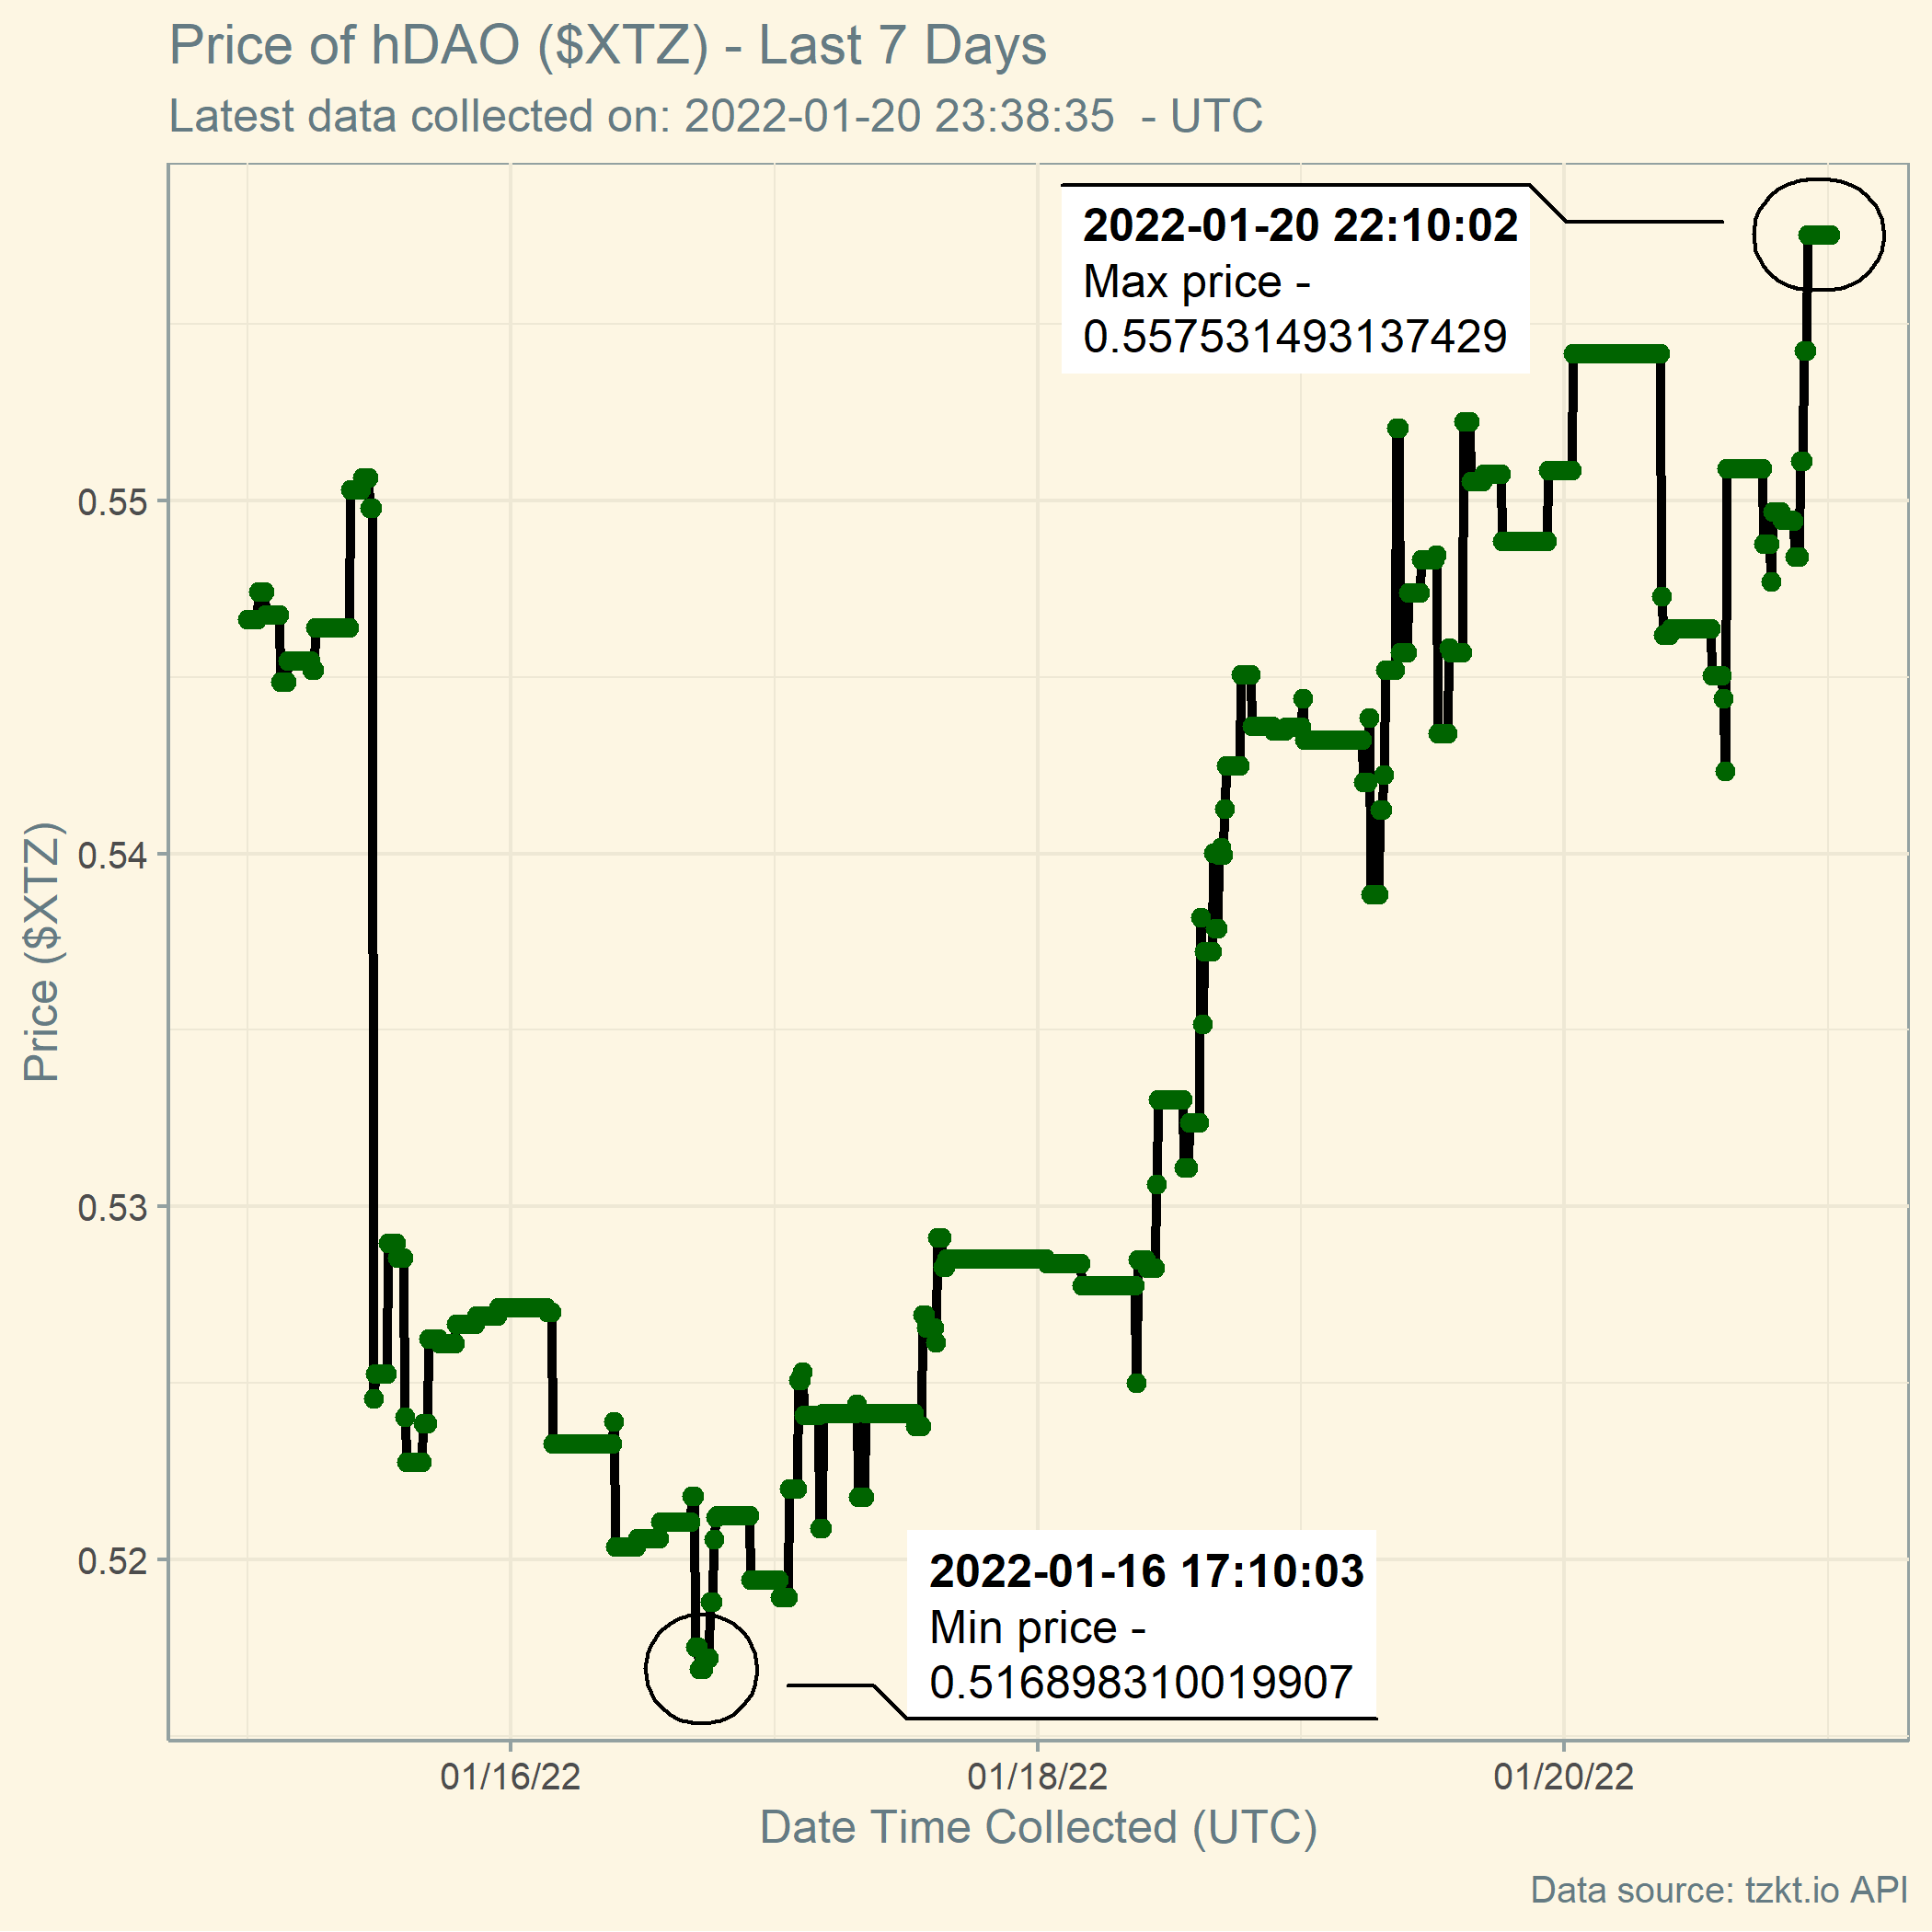 Price of hDAO ($XTZ) - Last 7 Days
Latest data collected on: 2022-01-20 23:38:35  - UTC
2022-01-20 22:10:02
Max price -
0.557531493137429
0.55
0.54
0.53
0.52
Price ($XTZ)
2022-01-16 17:10:03
Min price -
0.516898310019907
01/16/22
01/18/22
01/20/22
Date Time Collected (UTC)
Data source: tzkt.io API